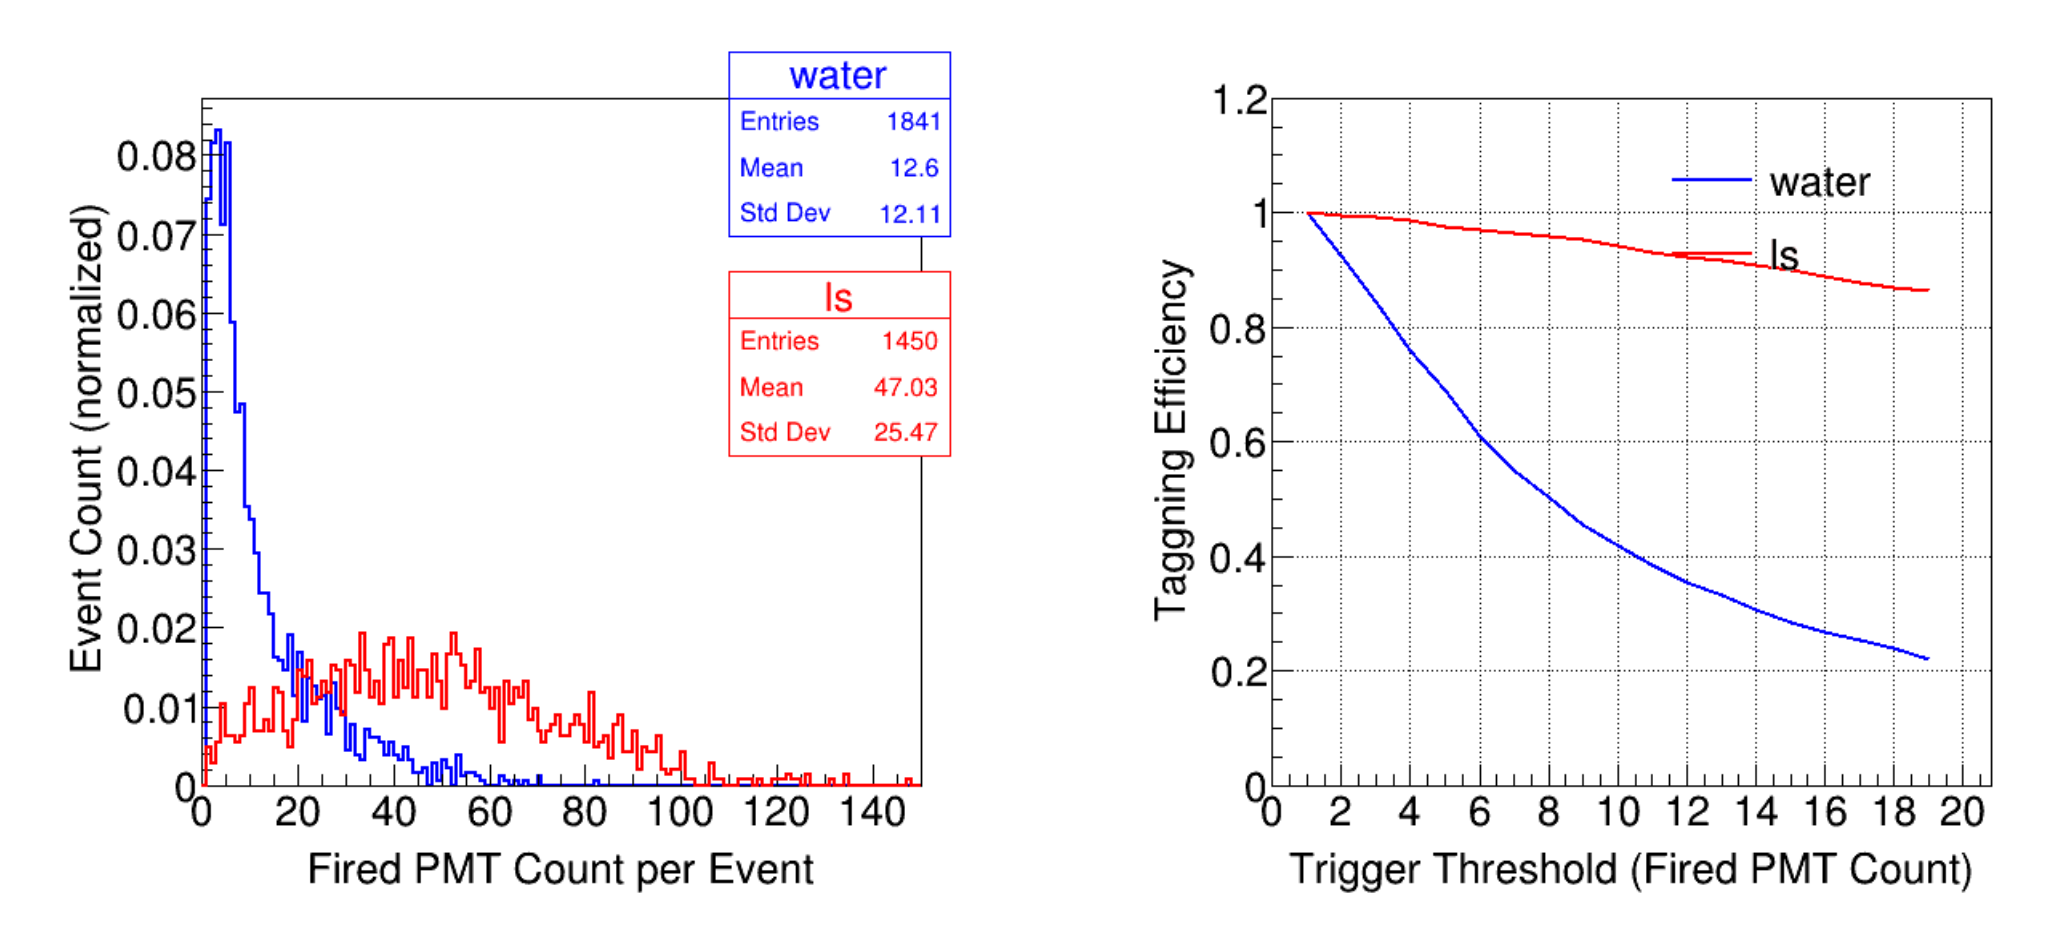 water
Entries 1841
Mean 12.6
Std Dev 12.11
ls
Entries 1450
Mean 47.03
Std Dev 25.47
Event Count (normalized)
0.08
0.07
0.06
0.05
0.04
0.03
0.02
0.01
0
0 20 40 60 80 100 120 140
Fired PMT Count per Event
Taggning Efficiency
1.2
1
0.8
0.6
0.4
0.2
0
water
ls
0 2 4 6 8 10 12 14 16 18 20
Trigger Threshold (Fired PMT Count)